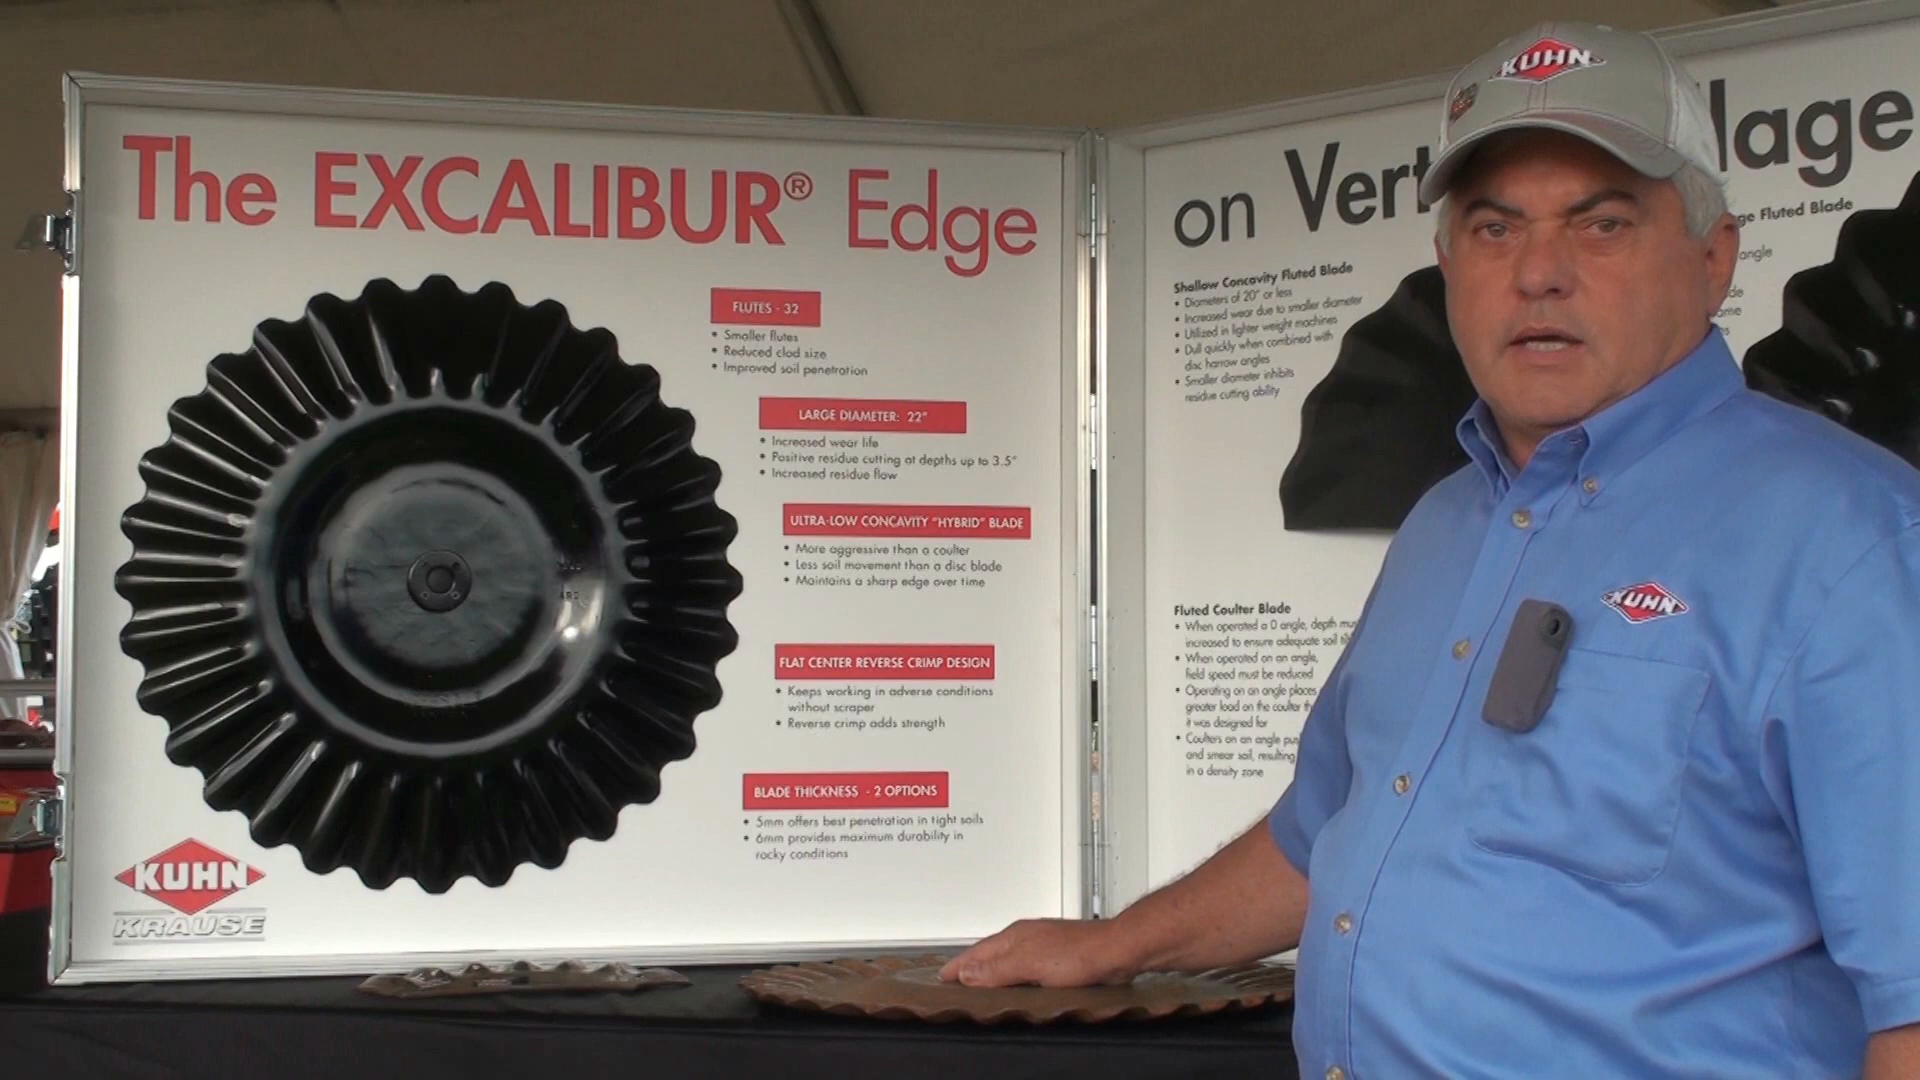 The EXCALIBUR® Edge
FLUTES - 32
• Smaller flutes
• Reduced clod size
• Improved soil penetration
LARGE DIAMETER: 22"
• Increased wear life
• Positive residue cutting at depths up to 3.5"
• Increased residue flow
ULTRA-LOW CONCAVITY "HYBRID" BLADE
• More aggressive than a coulter
• Less soil movement than a disc blade
• Maintains a sharp edge over time
FLAT CENTER REVERSE CRIMP DESIGN
• Keeps working in adverse conditions
without scraper
• Reverse crimp adds strength
BLADE THICKNESS - 2 OPTIONS
• 5mm offers best penetration in tight soils
• 6mm provides maximum durability in
rocky conditions
KUHN
KRAUSE
on Vert
lage
Shallow Concavity Fluted Blade
• Diameters of 20" or less
• Increased wear due to smaller diameter
• Utilized in lighter weight machines
• Dull quickly when combined with
disc harrow angles
• Smaller diameter inhibits
residue cutting ability
ge Fluted Blade
angle
Fluted Coulter Blade
• When operated a 0 angle, depth mu
increased to ensure adequate soil
• When operated on an angle,
field speed must be reduced
• Operating on an angle places
greater load on the coulter th
it was designed for
• Coulters on an angle pu
and smear soil, resulting
in a density zone
KUHN
KUHN